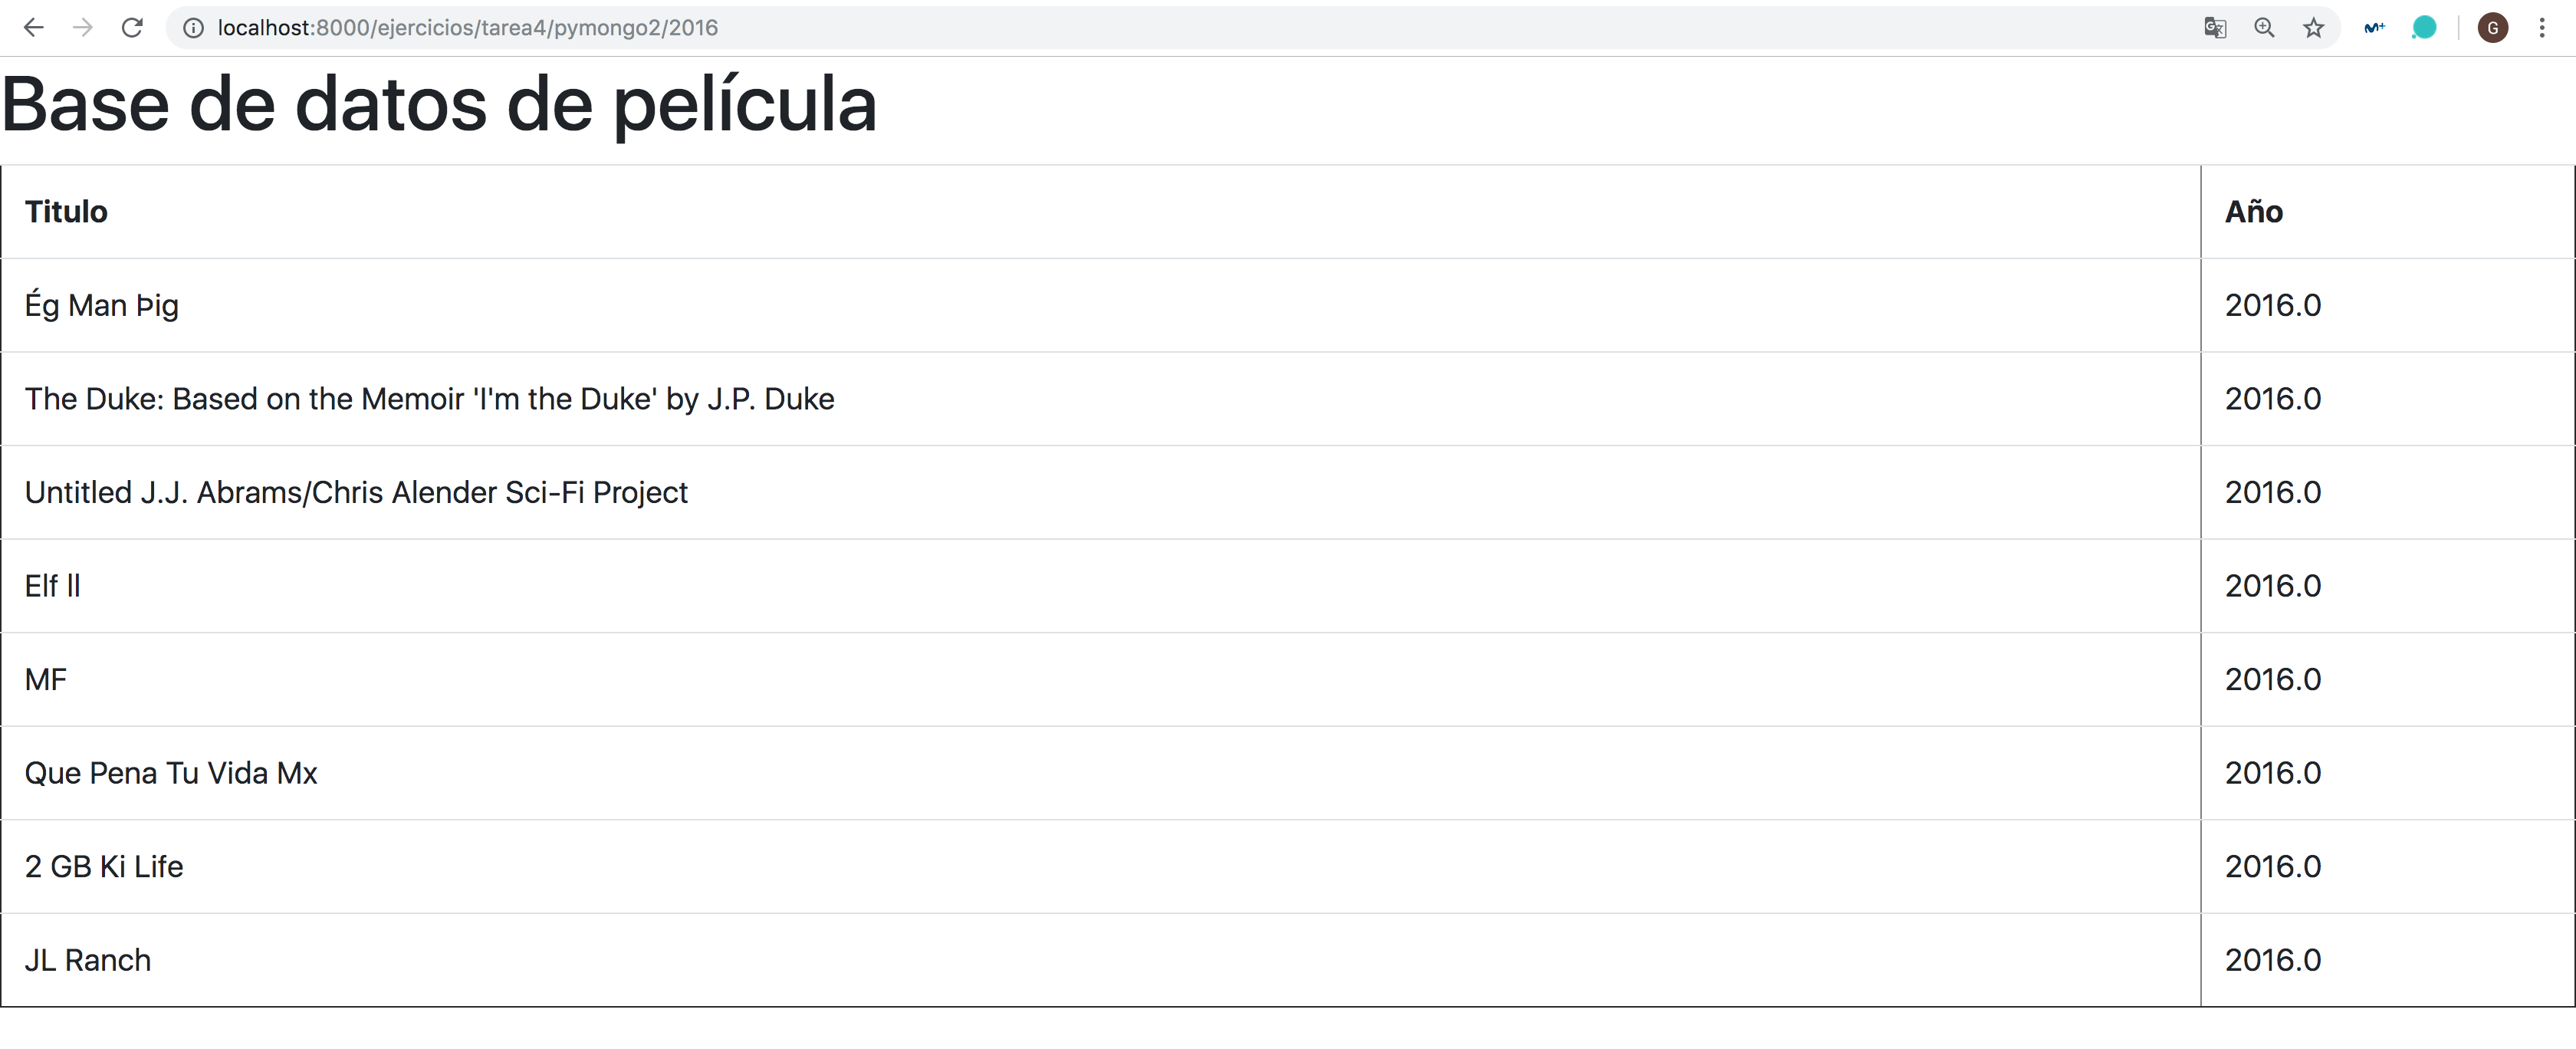 localhost:8000/ejercicios/tarea4/pymongo2/2016
G
Base de datos de película
Titulo Año
Ég Man Þig 2016.0
The Duke: Based on the Memoir 'I'm the Duke' by J.P. Duke 2016.0
Untitled J.J. Abrams/Chris Alender Sci-Fi Project 2016.0
Elf ll 2016.0
MF 2016.0
Que Pena Tu Vida Mx 2016.0
2 GB Ki Life 2016.0
JL Ranch 2016.0